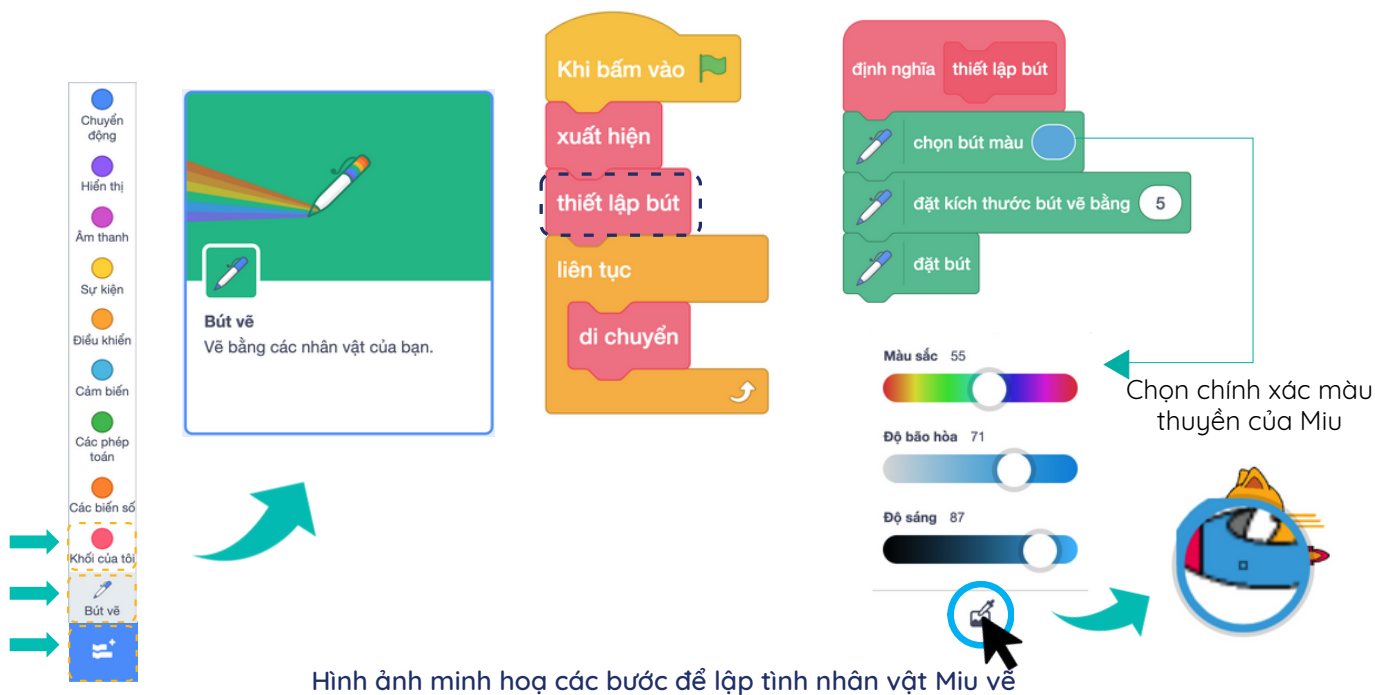 Chuyển
động
Hiển thị
Âm thanh
Sự kiện
Điều khiển
Cảm biến
Các phép
toán
Các biến số
Khối của tôi
Bút vẽ
Bút vẽ
Vẽ bằng các nhân vật của bạn.
Khi bấm vào
xuất hiện
thiết lập bút
liên tục
di chuyển
định nghĩa thiết lập bút
chọn bút màu
đặt kích thước bút vẽ bằng 5
đặt bút
Màu sắc 55
Độ bão hòa 71
Độ sáng 87
Chọn chính xác màu
thuyền của Miu
Hình ảnh minh hoạ các bước để lập tình nhân vật Miu vẽ